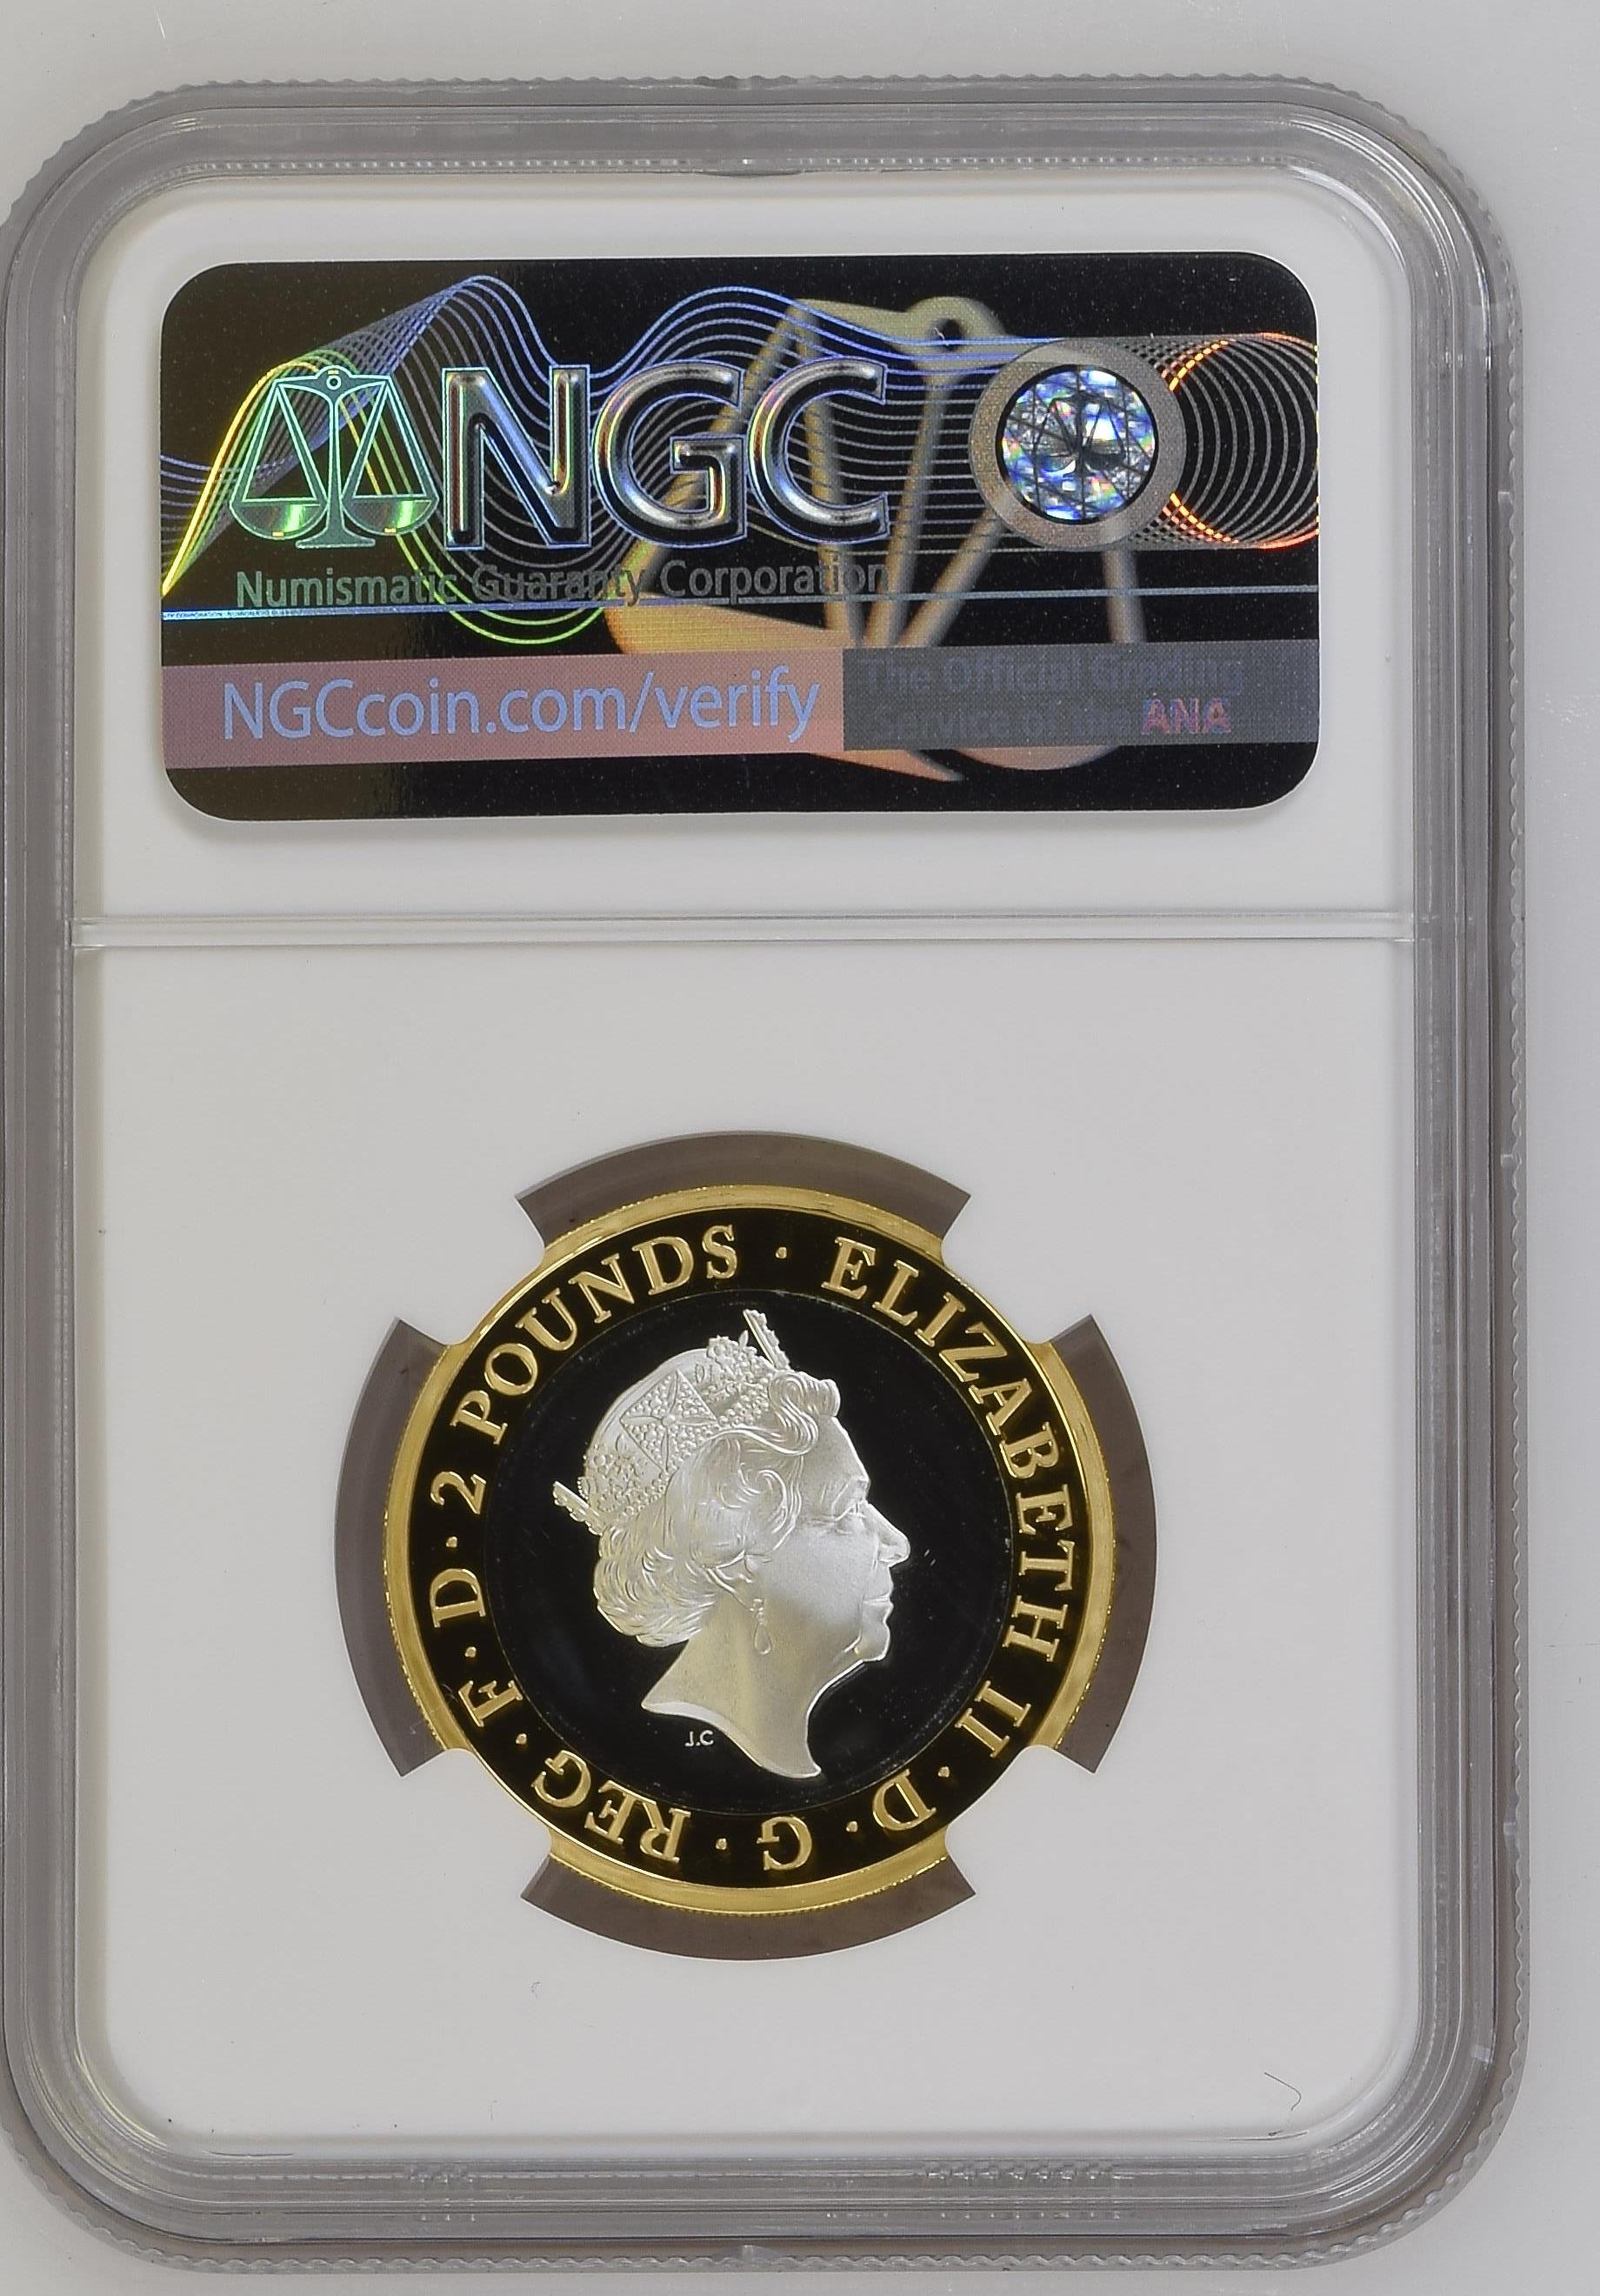 NGC
Numismatic Guaranty Corporation
NGCcoin.com/verify
The Official Grading
Service of the ANA
ELIZABETH II · D · G · REG · F · D · 2 POUNDS ·
J.C